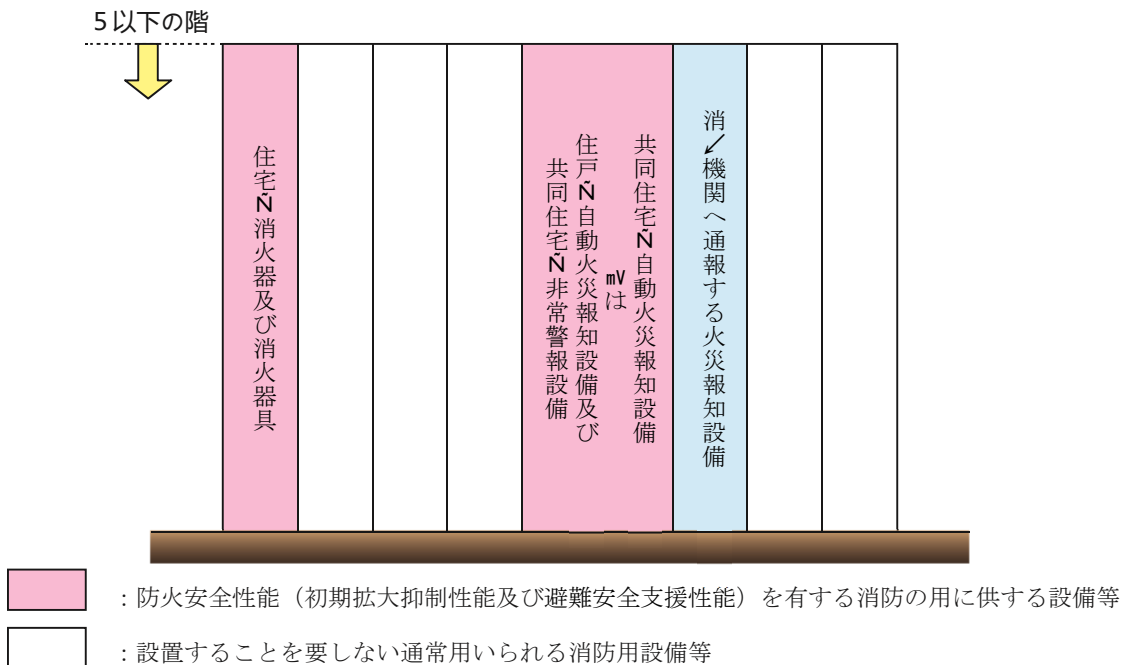 5以下の階
住宅Ñ消火器及び消火器具
共同住宅Ñ自動火災報知設備
㎷は
住戸Ñ自動火災報知設備及び
共同住宅Ñ非常警報設備
消↙機関へ通報する火災報知設備
：防火安全性能（初期拡大抑制性能及び避難安全支援性能）を有する消防の用に供する設備等
：設置することを要しない通常用いられる消防用設備等